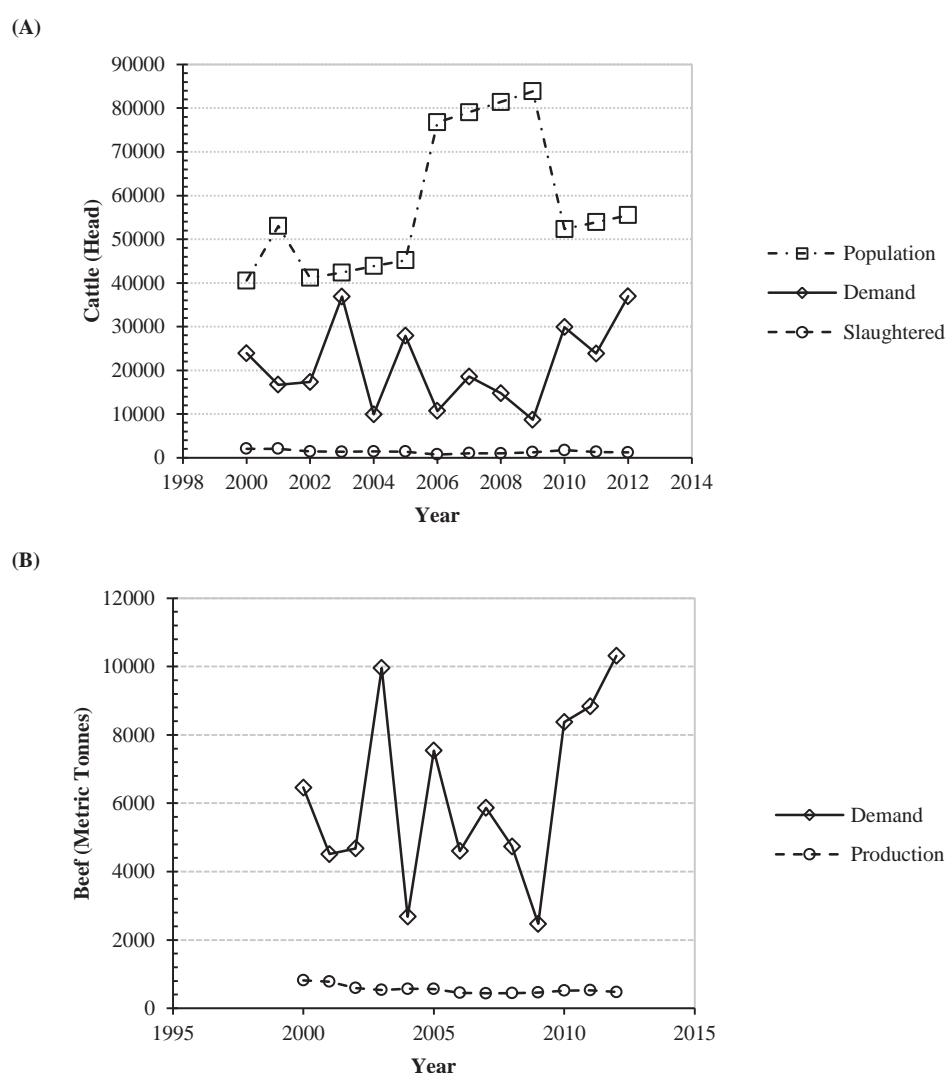 (A)
90000
80000
70000
60000
50000
40000
30000
20000
10000
0
Cattle (Head)
1998 2000 2002 2004 2006 2008 2010 2012 2014
Year
Population
Demand
Slaughtered
(B)
12000
10000
8000
6000
4000
2000
0
Beef (Metric Tonnes)
1995 2000 2005 2010 2015
Year
Demand
Production